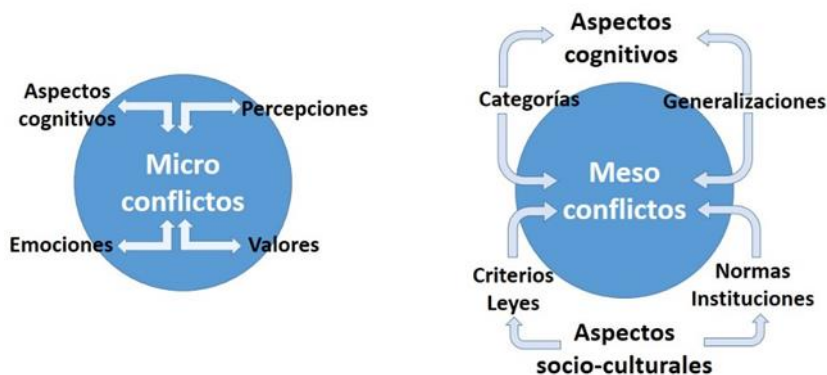 Aspectos
cognitivos
Percepciones
Micro
conflictos
Emociones
Valores
Aspectos
cognitivos
Categorías
Generalizaciones
Meso
conflictos
Criterios
Leyes
Normas
Instituciones
Aspectos
socio-culturales